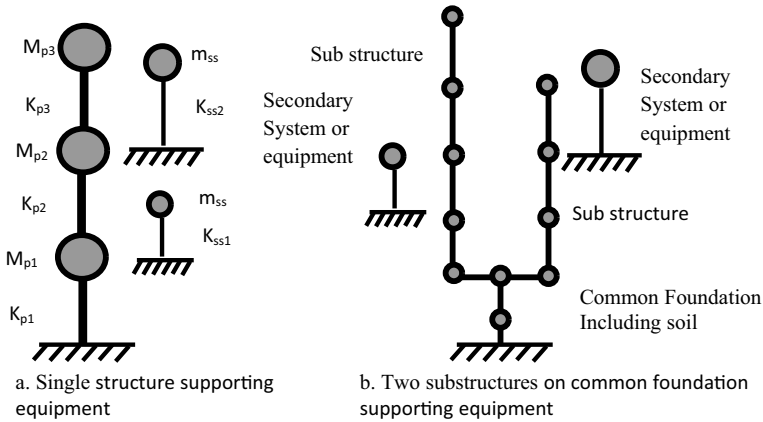 M_p3
K_p3
M_p2
K_p2
M_p1
K_p1
m_ss
K_ss2
m_ss
K_ss1
a. Single structure supporting
equipment
Sub structure
Secondary
System or
equipment
Secondary
System or
equipment
Sub structure
Common Foundation
Including soil
b. Two substructures on common foundation
supporting equipment